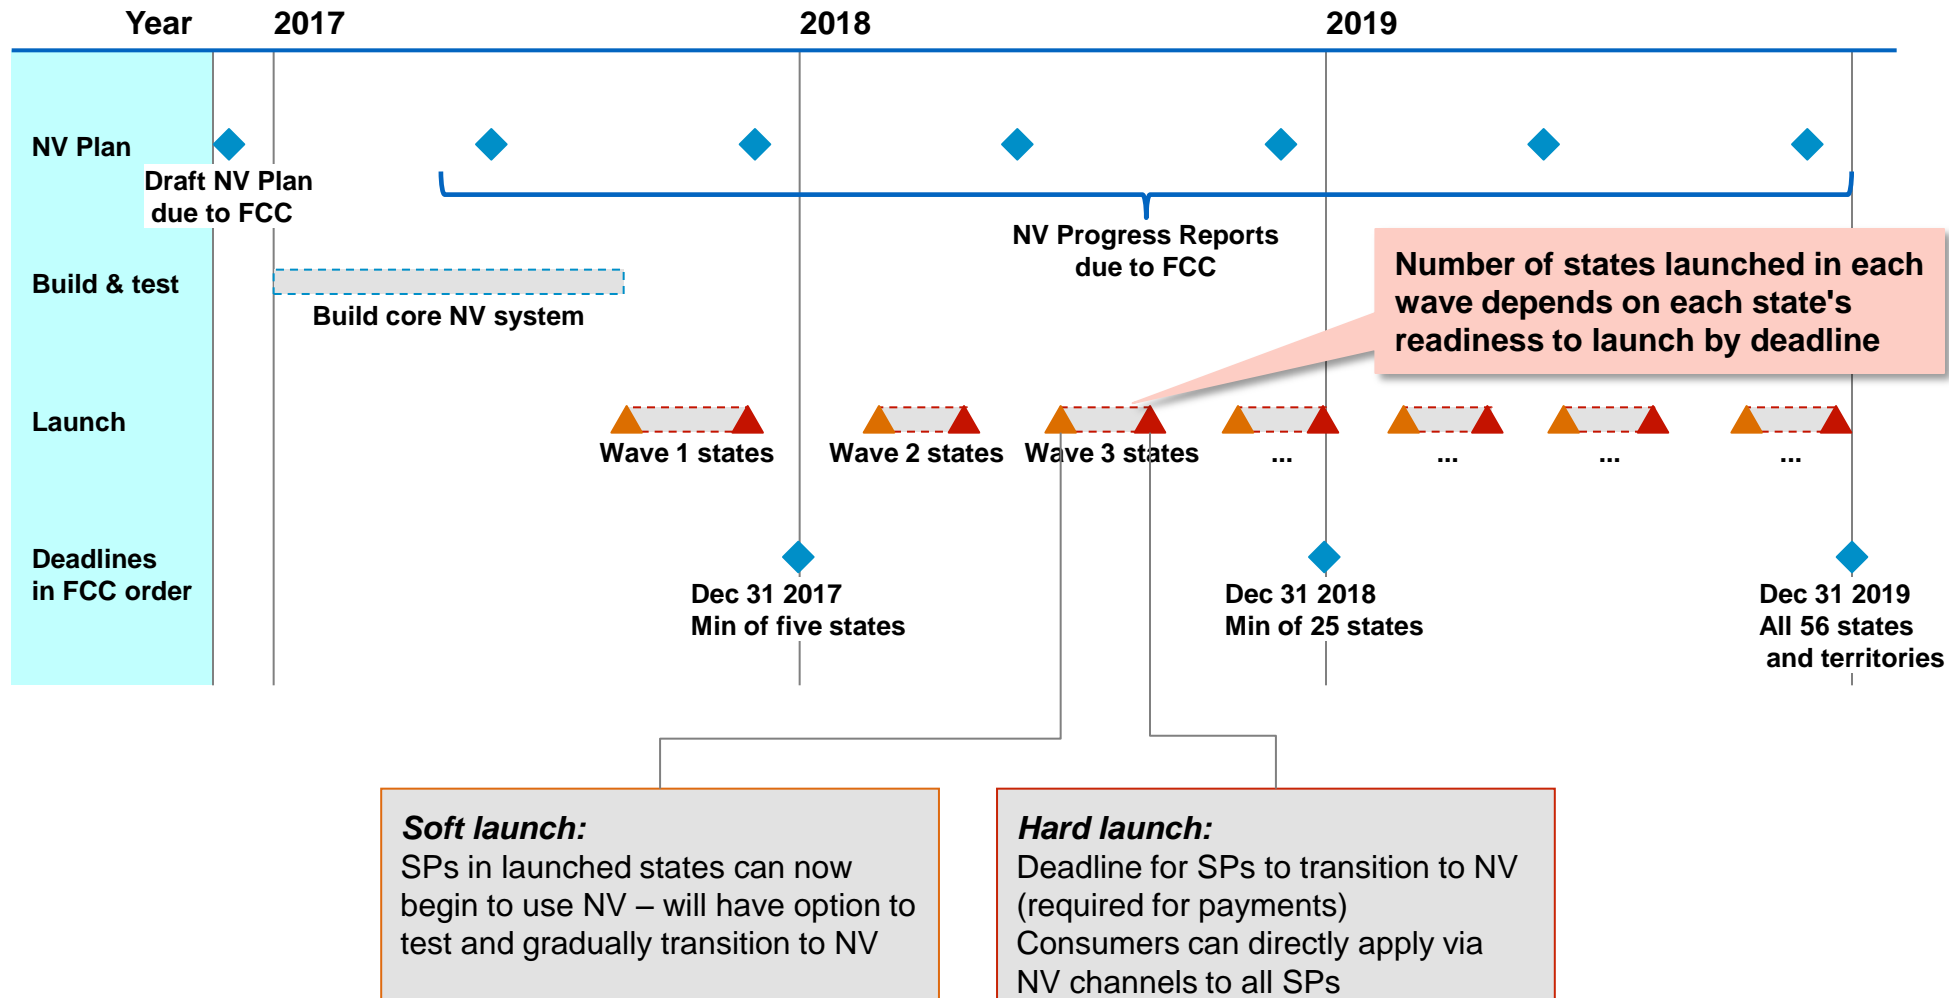 Year 2017 2018 2019
NV Plan
Draft NV Plan
due to FCC
NV Progress Reports
due to FCC
Number of states launched in each
wave depends on each state's
readiness to launch by deadline
Build & test
Build core NV system
Launch
Wave 1 states Wave 2 states Wave 3 states ... ... ... ...
Deadlines
in FCC order
Dec 31 2017
Min of five states
Dec 31 2018
Min of 25 states
Dec 31 2019
All 56 states
and territories
Soft launch:
SPs in launched states can now
begin to use NV – will have option to
test and gradually transition to NV
Hard launch:
Deadline for SPs to transition to NV
(required for payments)
Consumers can directly apply via
NV channels to all SPs